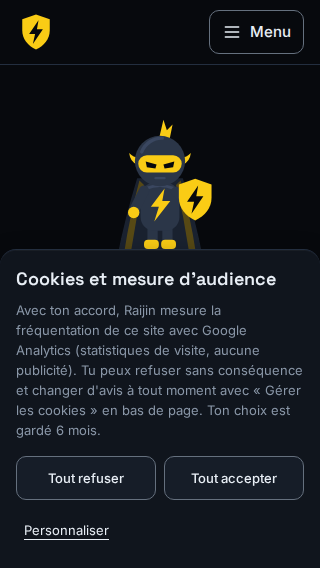 Menu
Cookies et mesure d’audience
Avec ton accord, Raijin mesure la
fréquentation de ce site avec Google
Analytics (statistiques de visite, aucune
publicité). Tu peux refuser sans conséquence
et changer d'avis à tout moment avec « Gérer
les cookies » en bas de page. Ton choix est
gardé 6 mois.
Tout refuser
Tout accepter
Personnaliser